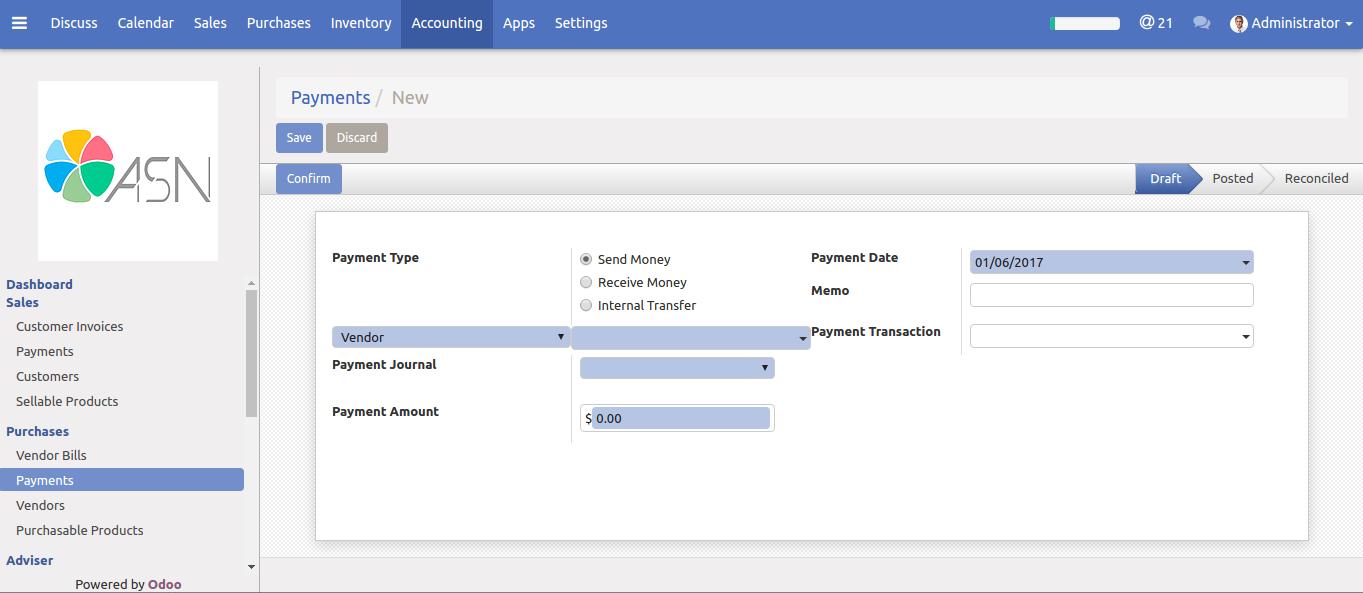 Discuss Calendar Sales Purchases Inventory Accounting Apps Settings @ 21 Administrator
ASN
Payments / New
Save Discard
Confirm Draft Posted Reconciled
Dashboard
Sales
Customer Invoices
Payments
Customers
Sellable Products
Purchases
Vendor Bills
Payments
Vendors
Purchasable Products
Adviser
Powered by Odoo
Payment Type Send Money
Receive Money
Internal Transfer
Vendor
Payment Journal
Payment Amount $ 0.00
Payment Date 01/06/2017
Memo
Payment Transaction